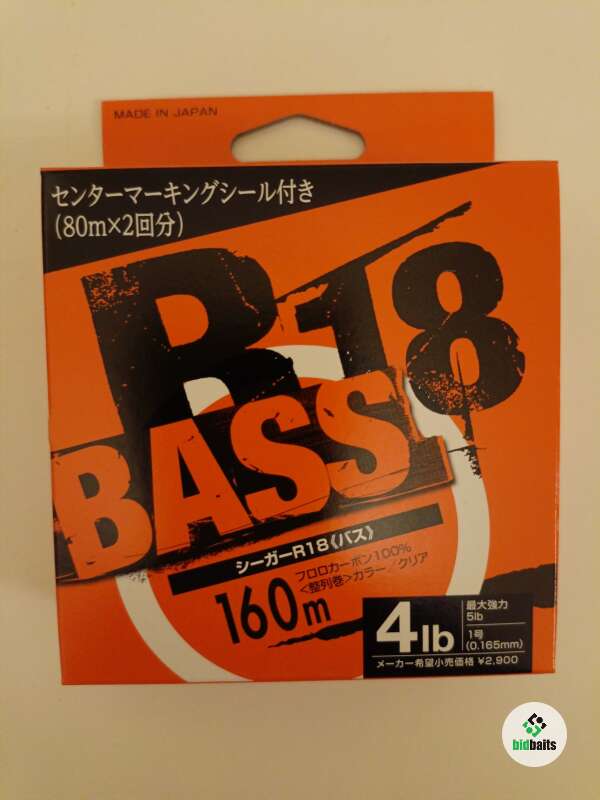 MADE IN JAPAN
センターマーキングシール付き
(80m×2回分)
R18
BASS
シーガーR18《バス》
フロロカーボン100%
<整列巻>カラー／クリア
160m
4lb
最大強力
5lb
1号
(0.165mm)
メーカー希望小売価格 ¥2,900
bidbaits